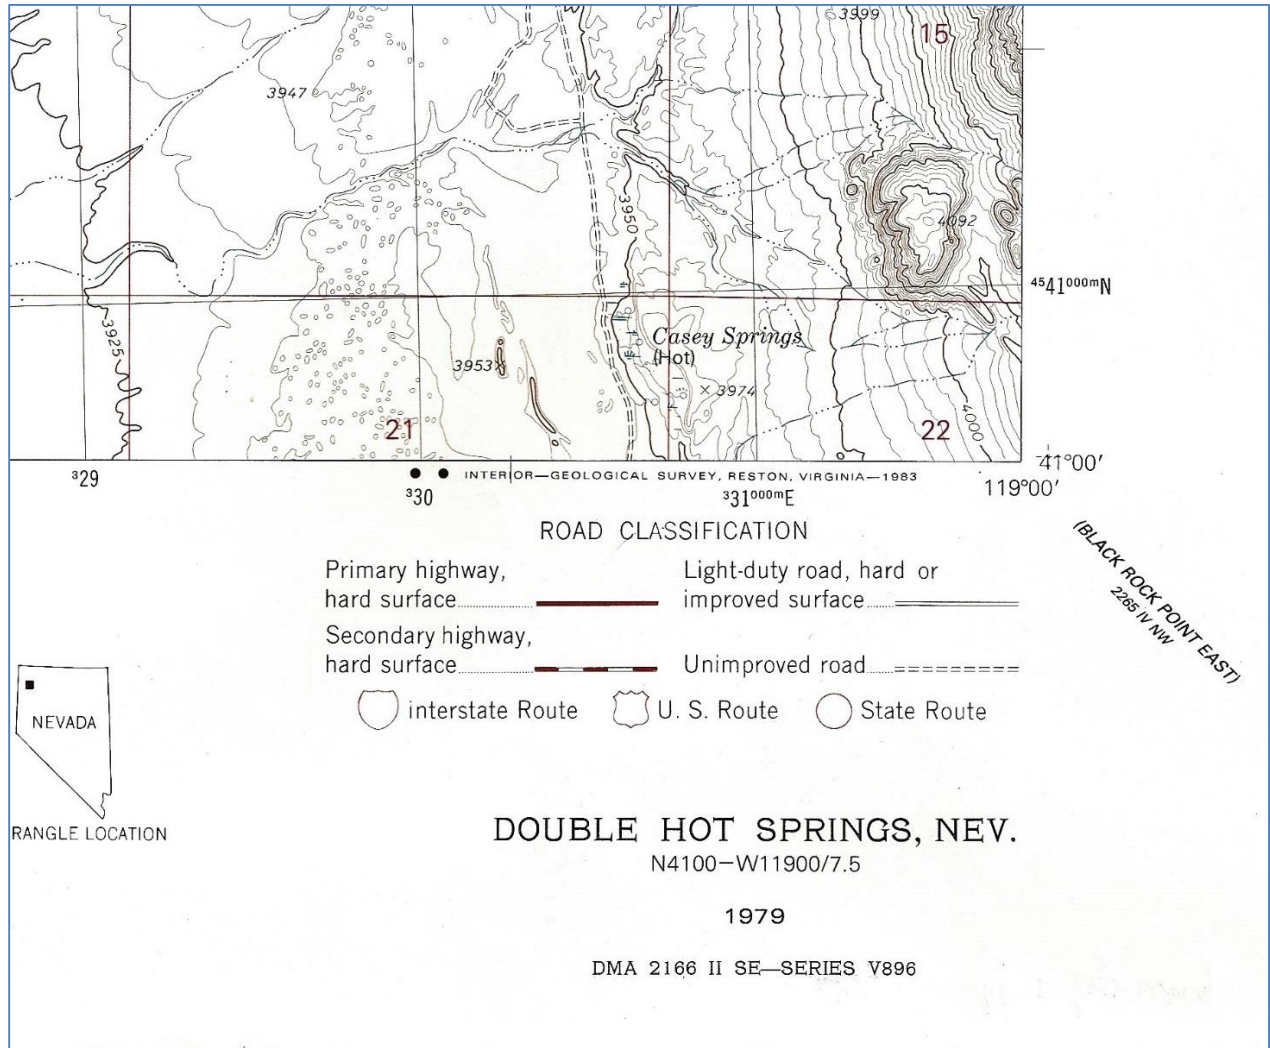 3999
15
3947
3950
4092
⁴⁵41⁰⁰⁰ᵐN
3925
Casey Springs
(Hot)
3953
3974
4000
21
22
41°00′
³29
INTERIOR—GEOLOGICAL SURVEY, RESTON, VIRGINIA—1983
³30
³31⁰⁰⁰ᵐE
119°00′
ROAD CLASSIFICATION
Primary highway,
hard surface
Light-duty road, hard or
improved surface
Secondary highway,
hard surface
Unimproved road
interstate Route
U. S. Route
State Route
(BLACK ROCK POINT EAST)
2265 IV NW
NEVADA
RANGLE LOCATION
DOUBLE HOT SPRINGS, NEV.
N4100—W11900/7.5
1979
DMA 2166 II SE—SERIES V896